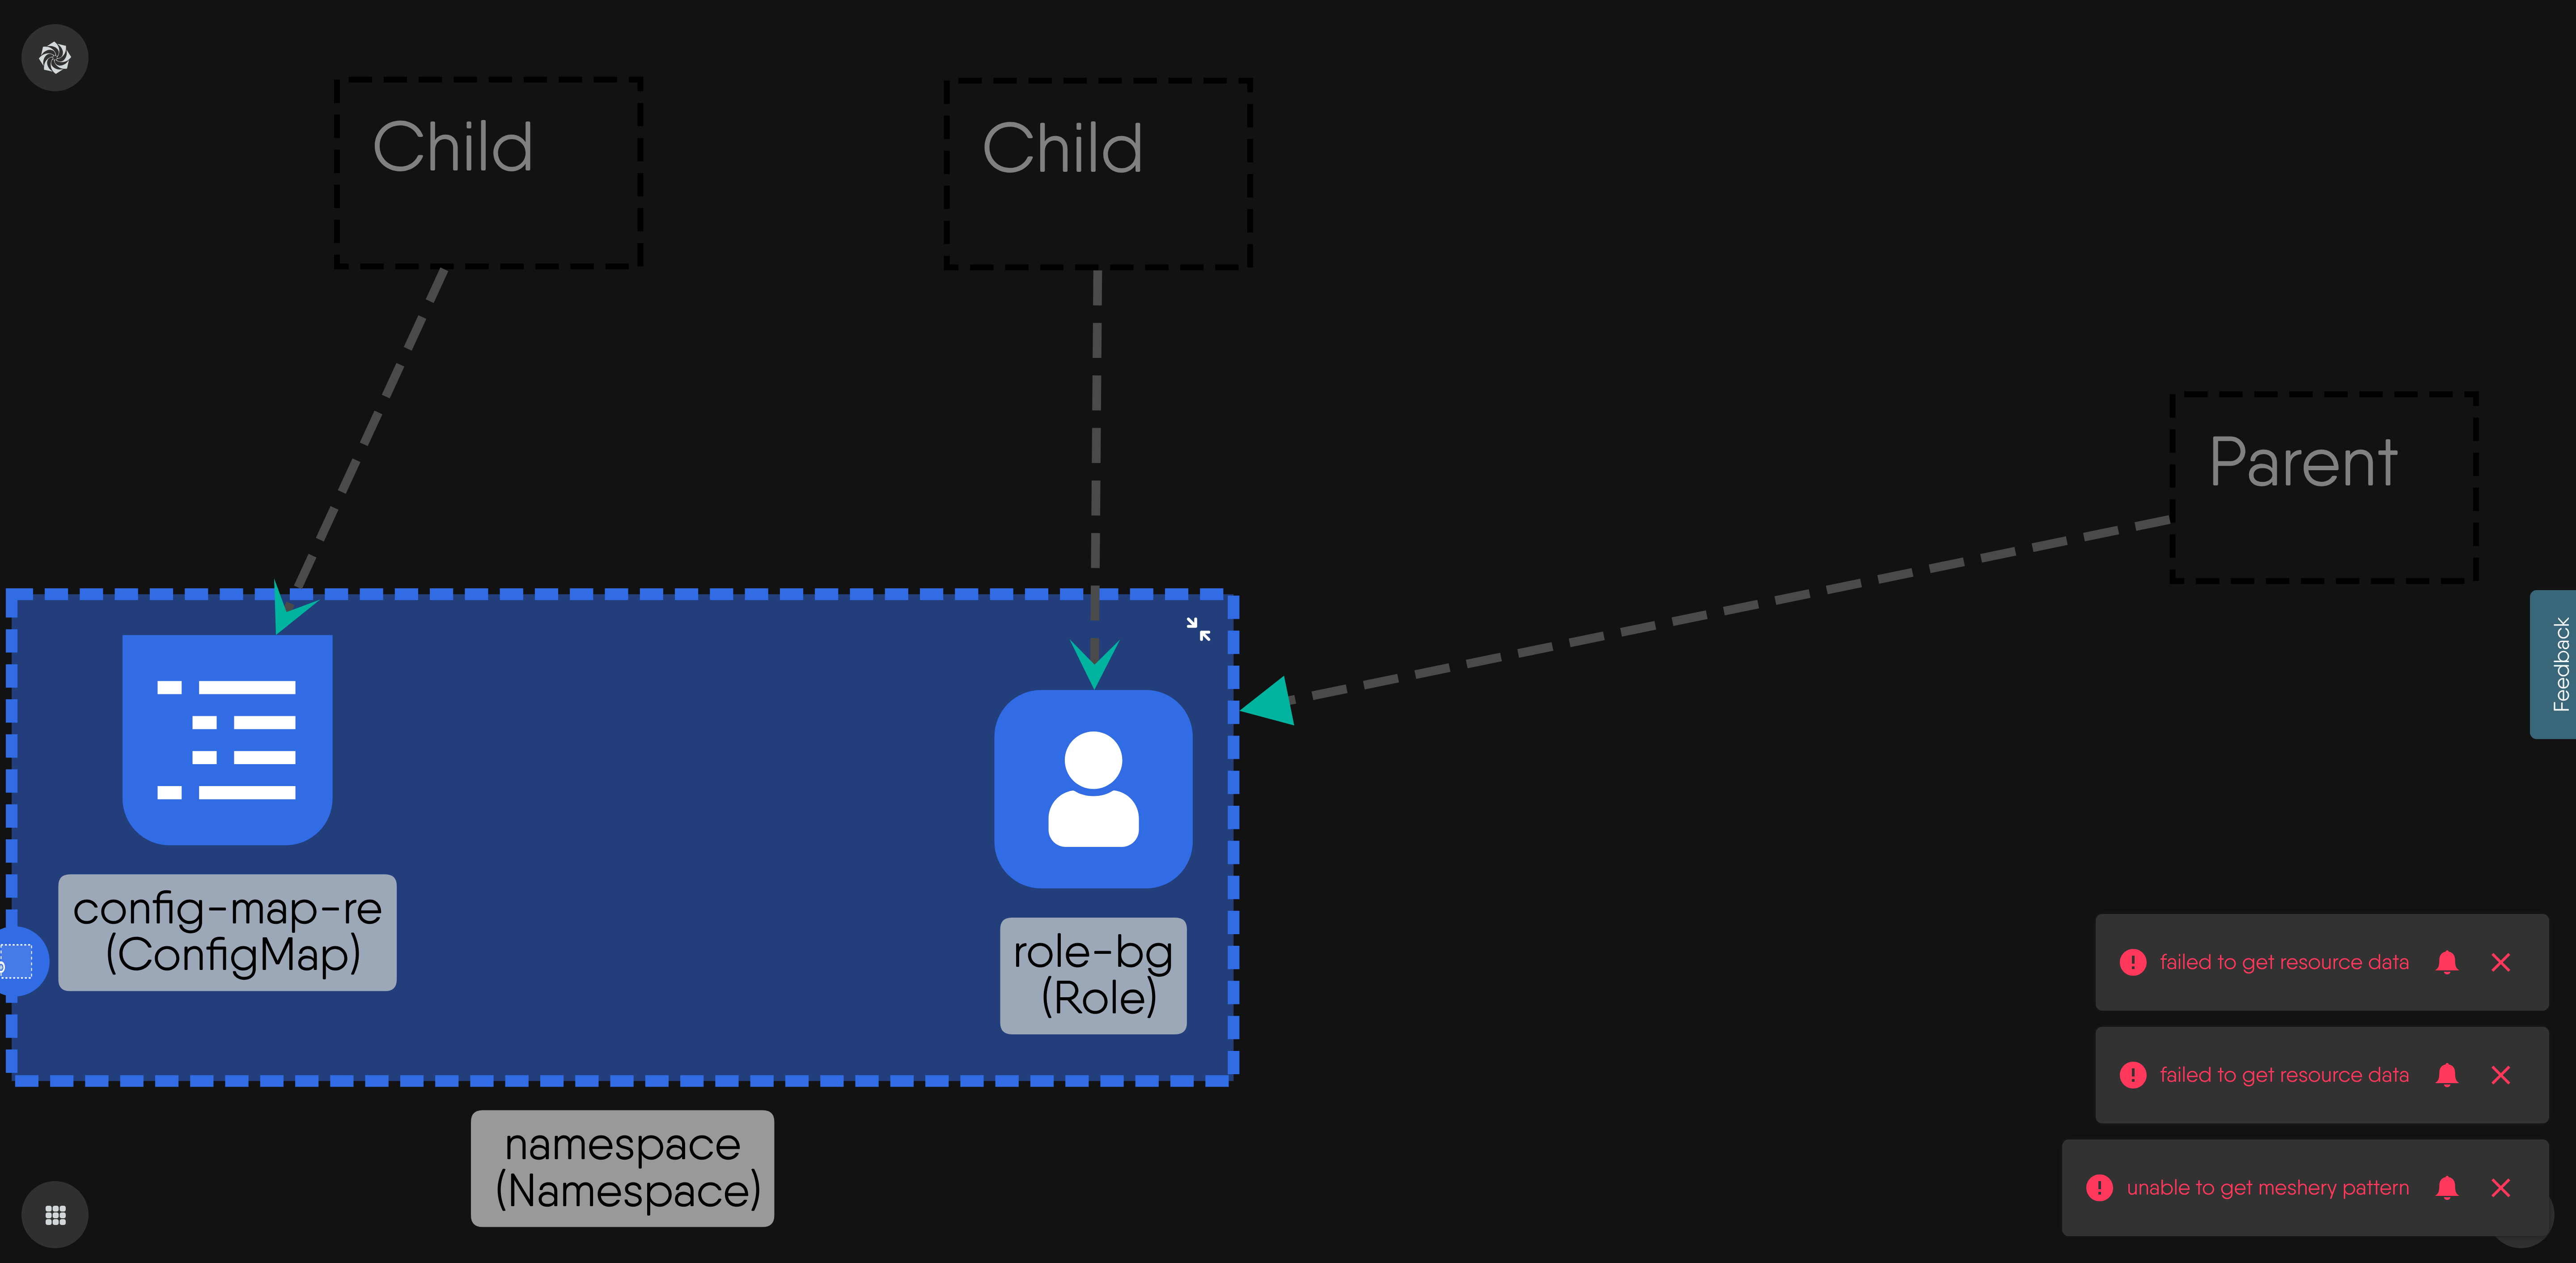 Child
Child
Parent
Feedback
config-map-re
(ConfigMap)
role-bg
(Role)
namespace
(Namespace)
failed to get resource data
failed to get resource data
unable to get meshery pattern